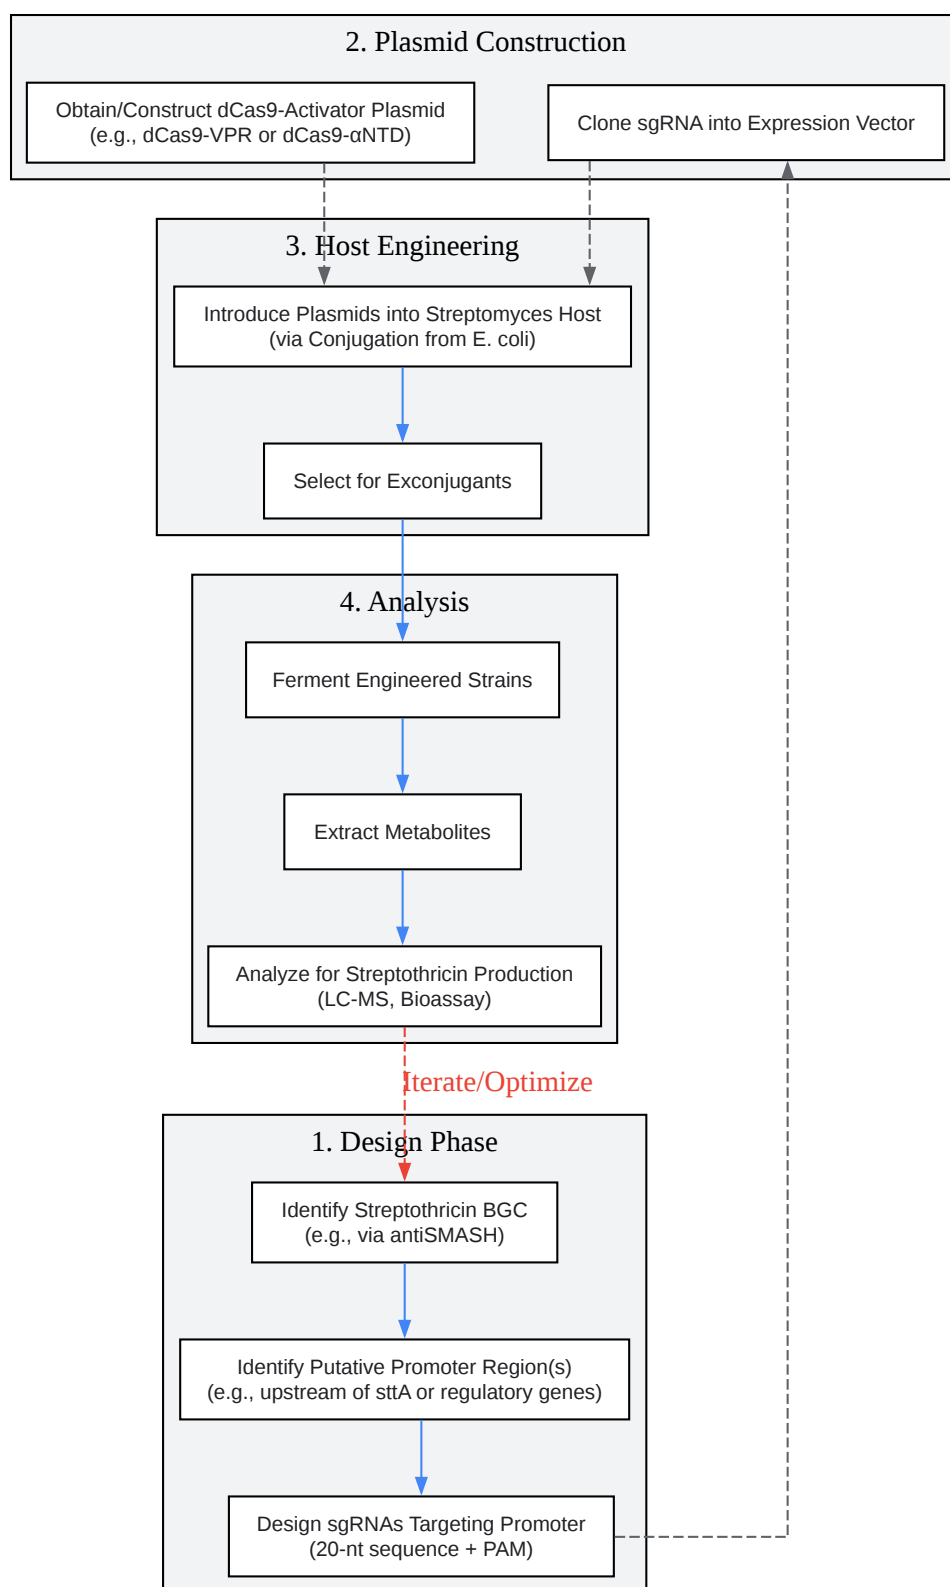 2. Plasmid Construction
Obtain/Construct dCas9-Activator Plasmid
(e.g., dCas9-VPR or dCas9-αNTD)
Clone sgRNA into Expression Vector
3. Host Engineering
Introduce Plasmids into Streptomyces Host
(via Conjugation from E. coli)
Select for Exconjugants
4. Analysis
Ferment Engineered Strains
Extract Metabolites
Analyze for Streptothricin Production
(LC-MS, Bioassay)
Iterate/Optimize
1. Design Phase
Identify Streptothricin BGC
(e.g., via antiSMASH)
Identify Putative Promoter Region(s)
(e.g., upstream of sttA or regulatory genes)
Design sgRNAs Targeting Promoter
(20-nt sequence + PAM)